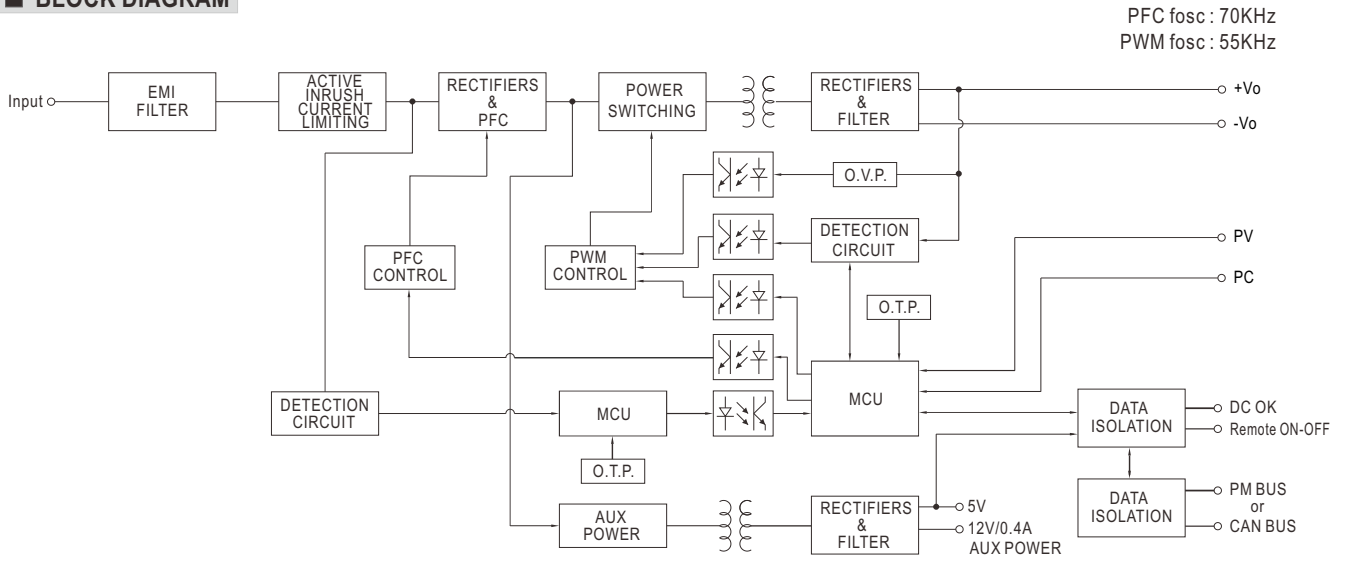 ■ BLOCK DIAGRAM
PFC fosc : 70KHz
PWM fosc : 55KHz
Input
EMI
FILTER
ACTIVE
INRUSH
CURRENT
LIMITING
RECTIFIERS
&
PFC
POWER
SWITCHING
RECTIFIERS
&
FILTER
+Vo
-Vo
O.V.P.
DETECTION
CIRCUIT
PFC
CONTROL
PWM
CONTROL
PV
PC
O.T.P.
MCU
DETECTION
CIRCUIT
MCU
O.T.P.
DATA
ISOLATION
DC OK
Remote ON-OFF
DATA
ISOLATION
PM BUS
or
CAN BUS
AUX
POWER
RECTIFIERS
&
FILTER
5V
12V/0.4A
AUX POWER